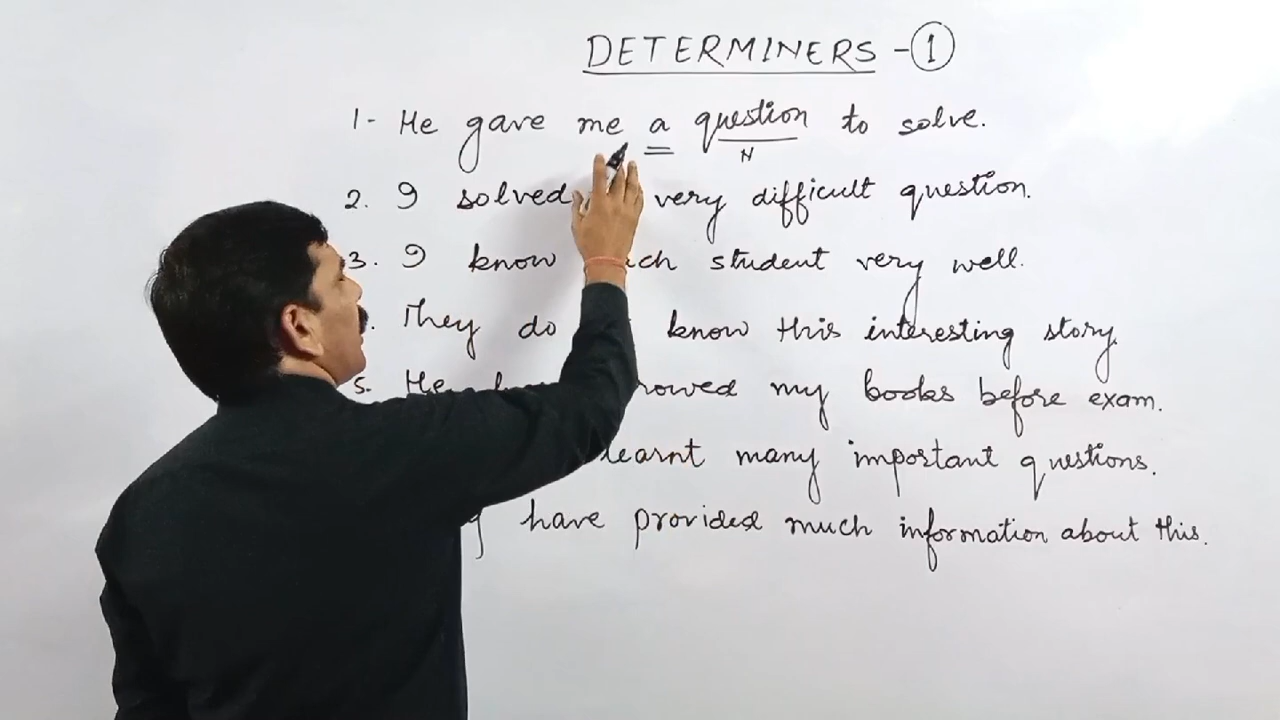 DETERMINERS - 1
1- He gave me a question to solve.
N
2. I solved very difficult question.
3. I know student very well.
They do know this interesting story.
5. He my books before exam.
learnt many important questions.
have provided much information about this.